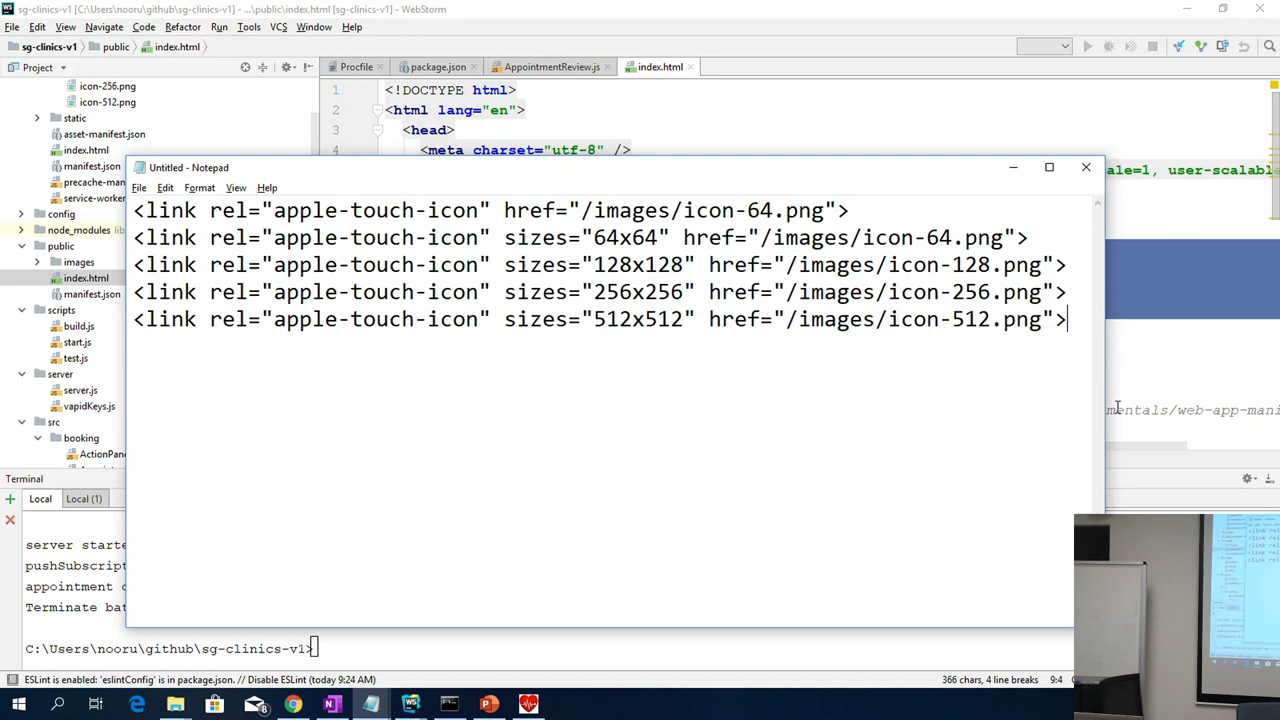 sg-clinics-v1 [C:\Users\nooru\github\sg-clinics-v1] - ...\public\index.html [sg-clinics-v1] - WebStorm
File Edit View Navigate Code Refactor Run Tools VCS Window Help
sg-clinics-v1 public index.html
Project
Procfile package.json AppointmentReview.js index.html
icon-256.png
icon-512.png
static
asset-manifest.json
index.html
manifest.json
precache-man
service-worker
config
node_modules lib
public
images
index.html
manifest.json
scripts
build.js
start.js
test.js
server
server.js
vapidKeys.js
src
booking
ActionPan
1 <!DOCTYPE html>
2 <html lang="en">
3 <head>
4 <meta charset="utf-8" />
ale=1, user-scalabl
mentals/web-app-mani
Untitled - Notepad
File Edit Format View Help
<link rel="apple-touch-icon" href="/images/icon-64.png">
<link rel="apple-touch-icon" sizes="64x64" href="/images/icon-64.png">
<link rel="apple-touch-icon" sizes="128x128" href="/images/icon-128.png">
<link rel="apple-touch-icon" sizes="256x256" href="/images/icon-256.png">
<link rel="apple-touch-icon" sizes="512x512" href="/images/icon-512.png">
Terminal
Local Local (1)
server starte
pushSubscript
appointment
Terminate bat
C:\Users\nooru\github\sg-clinics-v1>
ESLint is enabled: 'eslintConfig' is in package.json. // Disable ESLint (today 9:24 AM)
366 chars, 4 line breaks 9:4